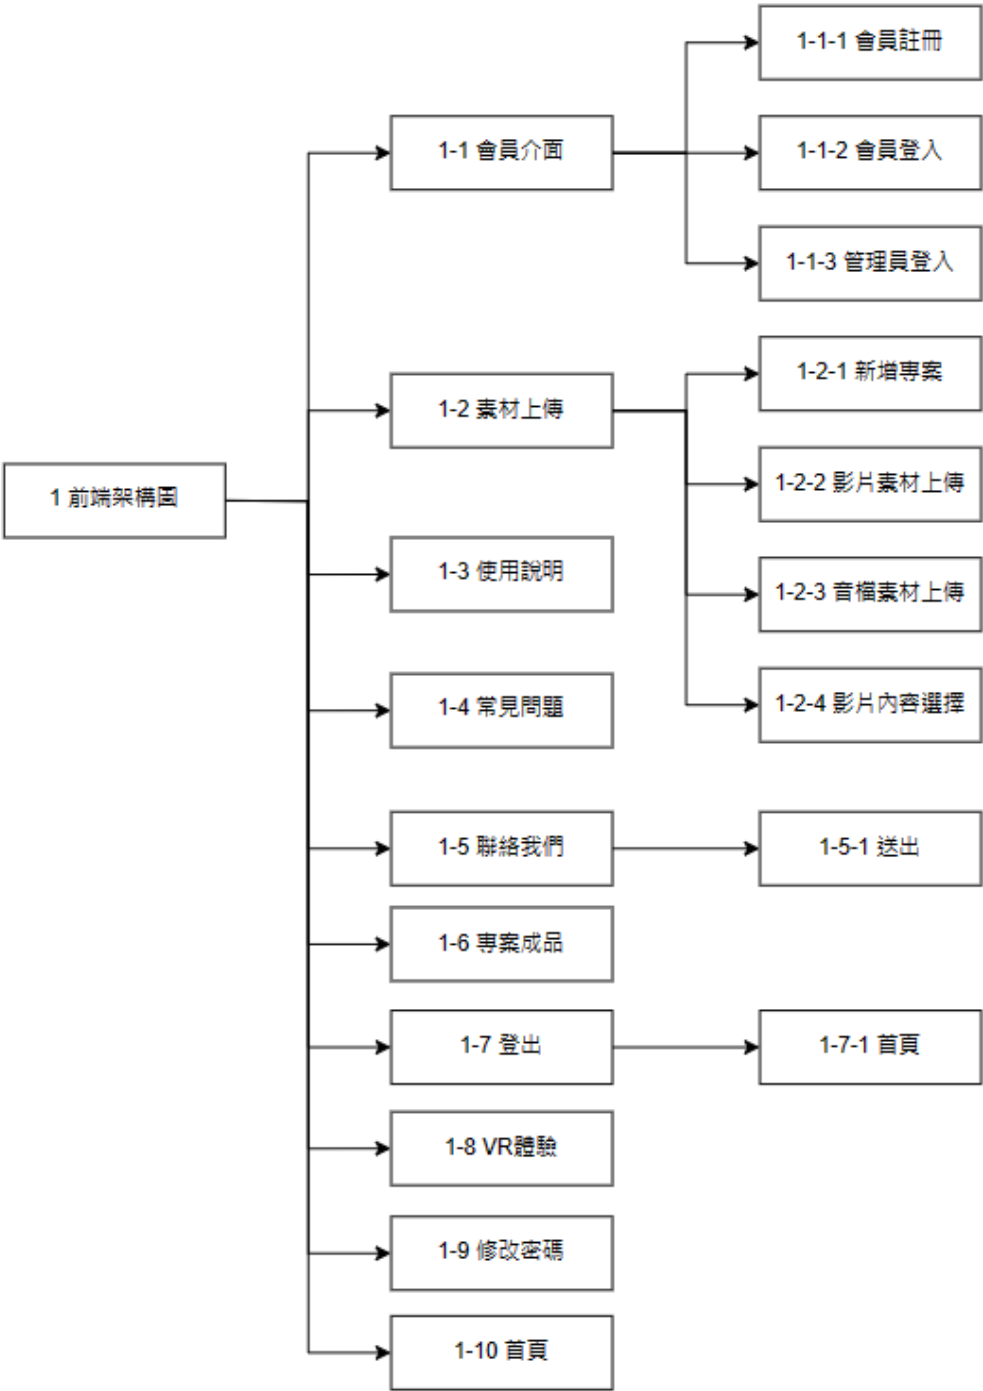 1 前端架構圖
1-1 會員介面
1-1-1 會員註冊
1-1-2 會員登入
1-1-3 管理員登入
1-2 素材上傳
1-2-1 新增專案
1-2-2 影片素材上傳
1-2-3 音檔素材上傳
1-2-4 影片內容選擇
1-3 使用說明
1-4 常見問題
1-5 聯絡我們
1-5-1 送出
1-6 專案成品
1-7 登出
1-7-1 首頁
1-8 VR體驗
1-9 修改密碼
1-10 首頁